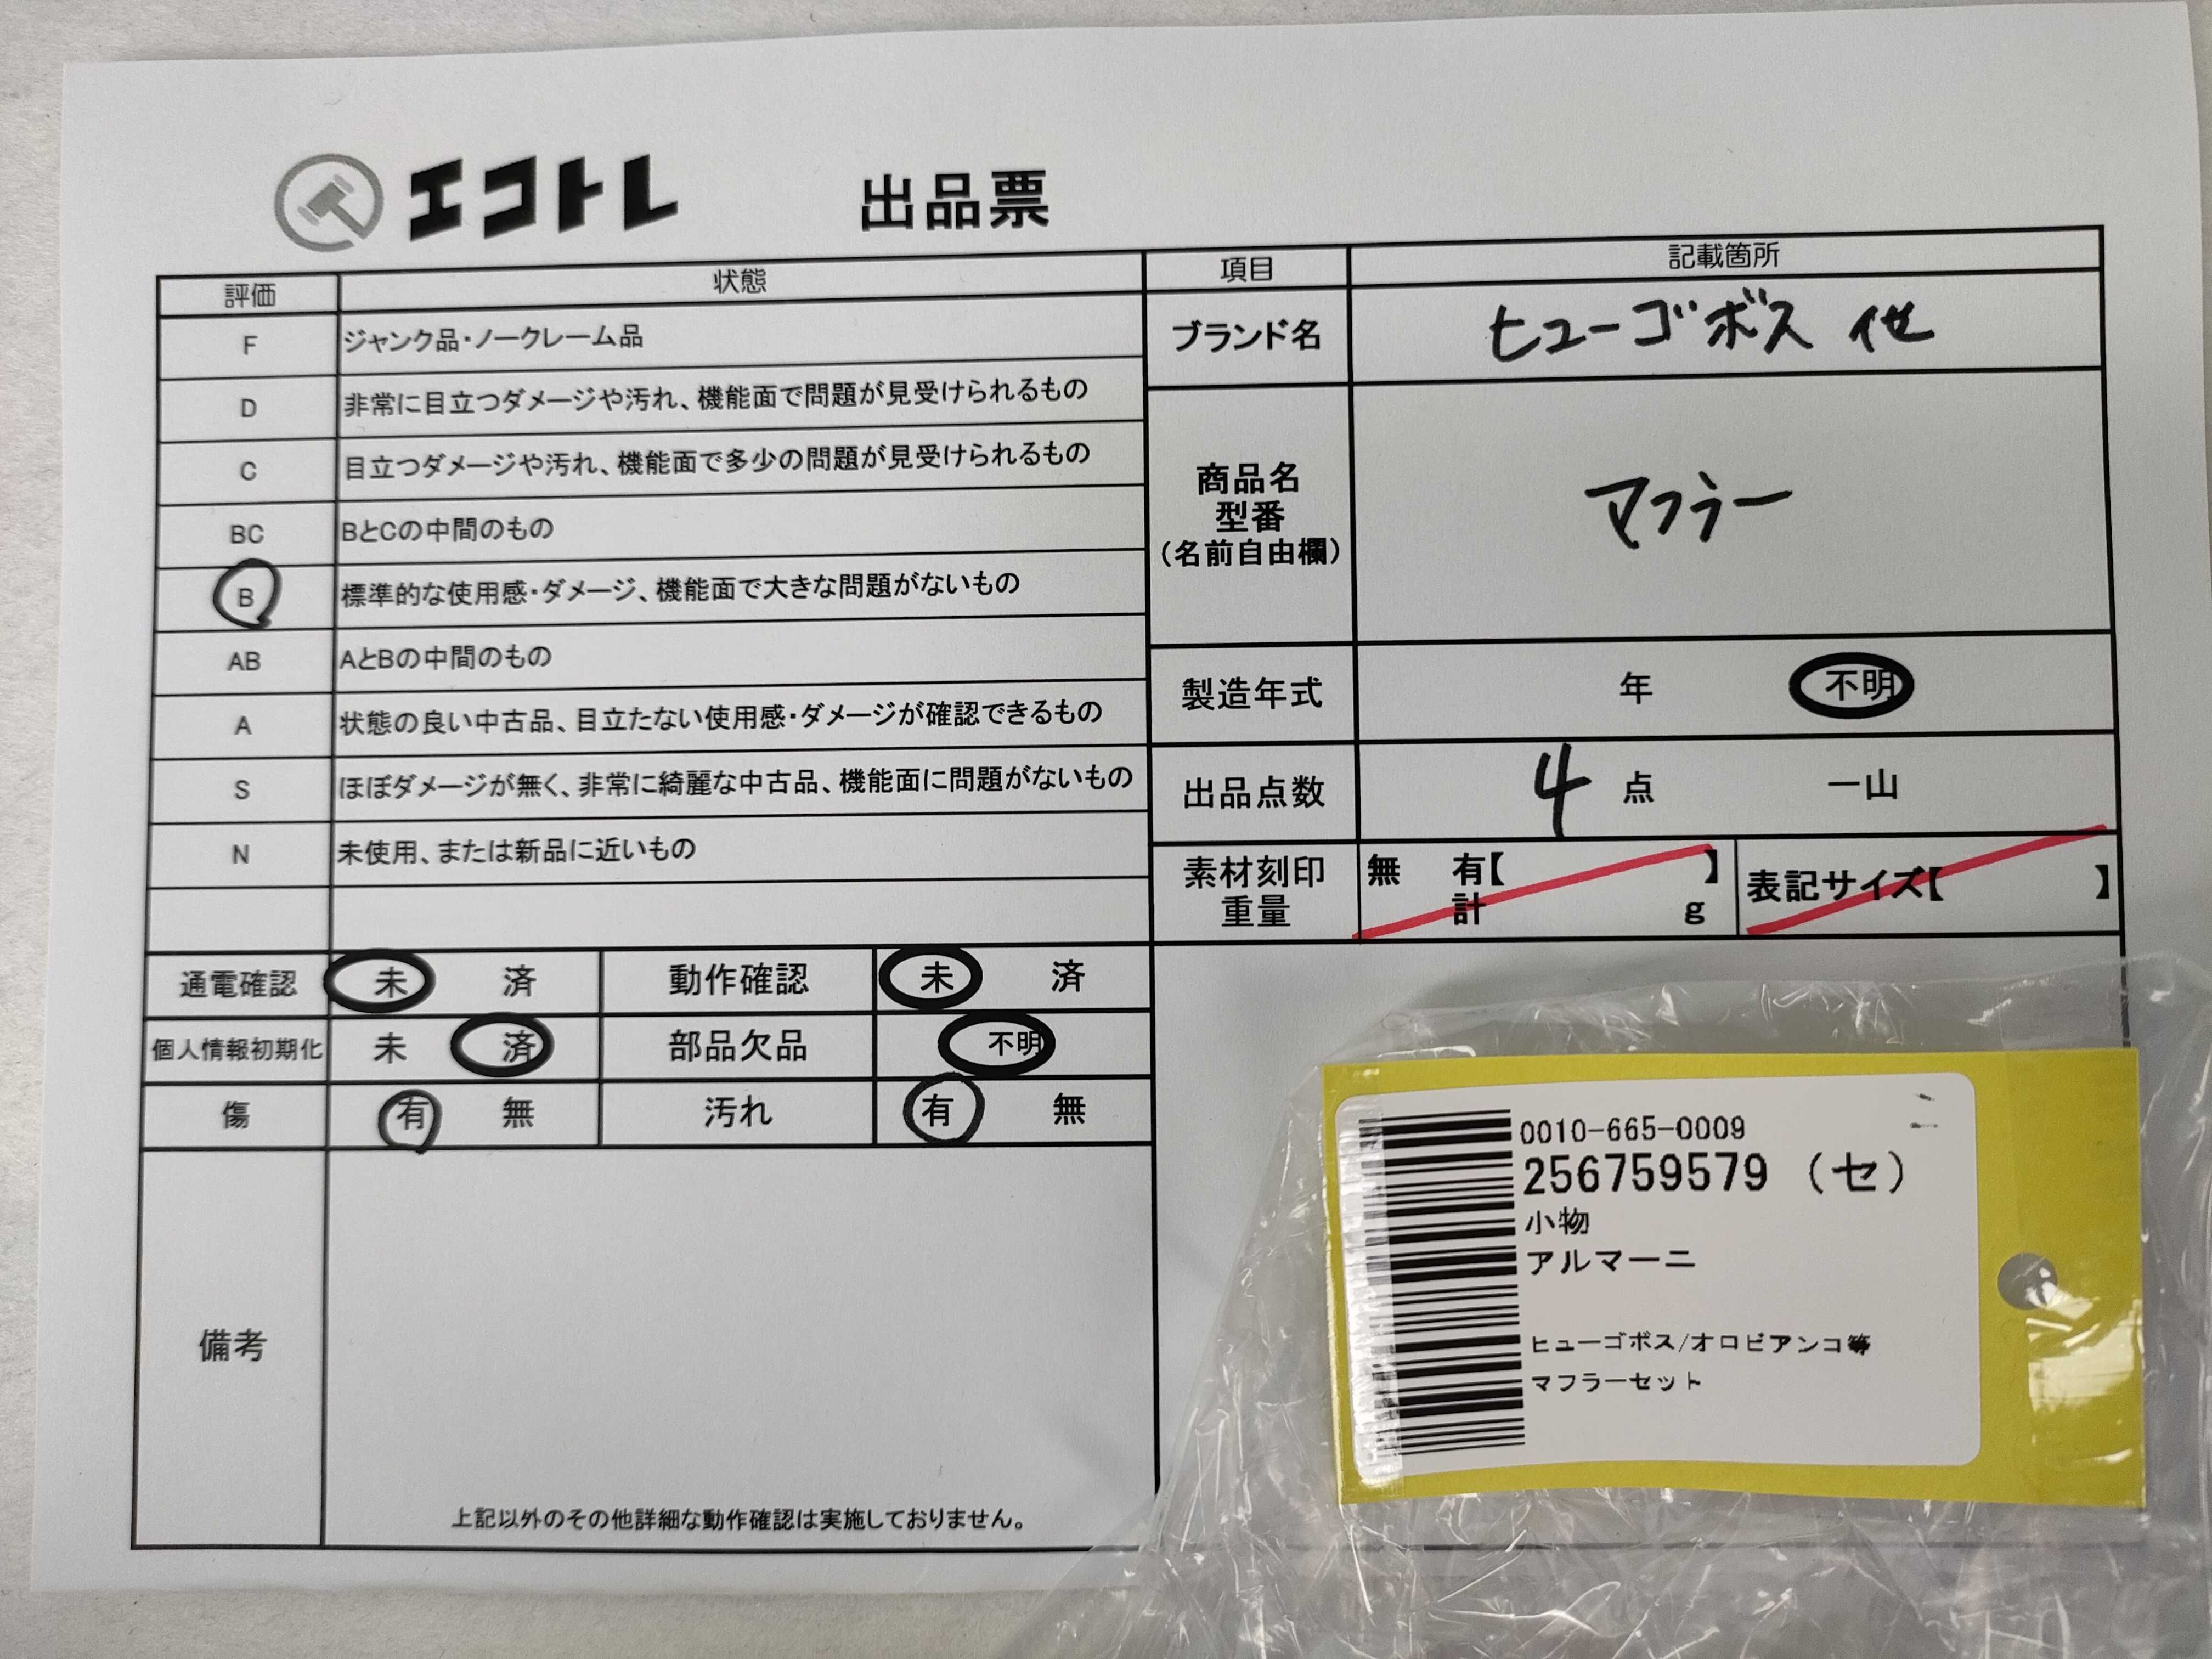 エコトレ
出品票
評価 状態
F ジャンク品・ノークレーム品
D 非常に目立つダメージや汚れ、機能面で問題が見受けられるもの
C 目立つダメージや汚れ、機能面で多少の問題が見受けられるもの
BC BとCの中間のもの
B 標準的な使用感・ダメージ、機能面で大きな問題がないもの
AB AとBの中間のもの
A 状態の良い中古品、目立たない使用感・ダメージが確認できるもの
S ほぼダメージが無く、非常に綺麗な中古品、機能面に問題がないもの
N 未使用、または新品に近いもの
通電確認 未 済 動作確認 未 済
個人情報初期化 未 済 部品欠品 不明
傷 有 無 汚れ 有 無
備考
上記以外のその他詳細な動作確認は実施しておりません。
項目 記載箇所
ブランド名 ヒューゴボス 他
商品名
型番
(名前自由欄)
マフラー
製造年式 年 不明
出品点数 4 点 一山
素材刻印
重量
無 有【 】
計 g
表記サイズ【 】
0010-665-0009
256759579 (セ)
小物
アルマーニ
ヒューゴボス/オロビアンコ等
マフラーセット